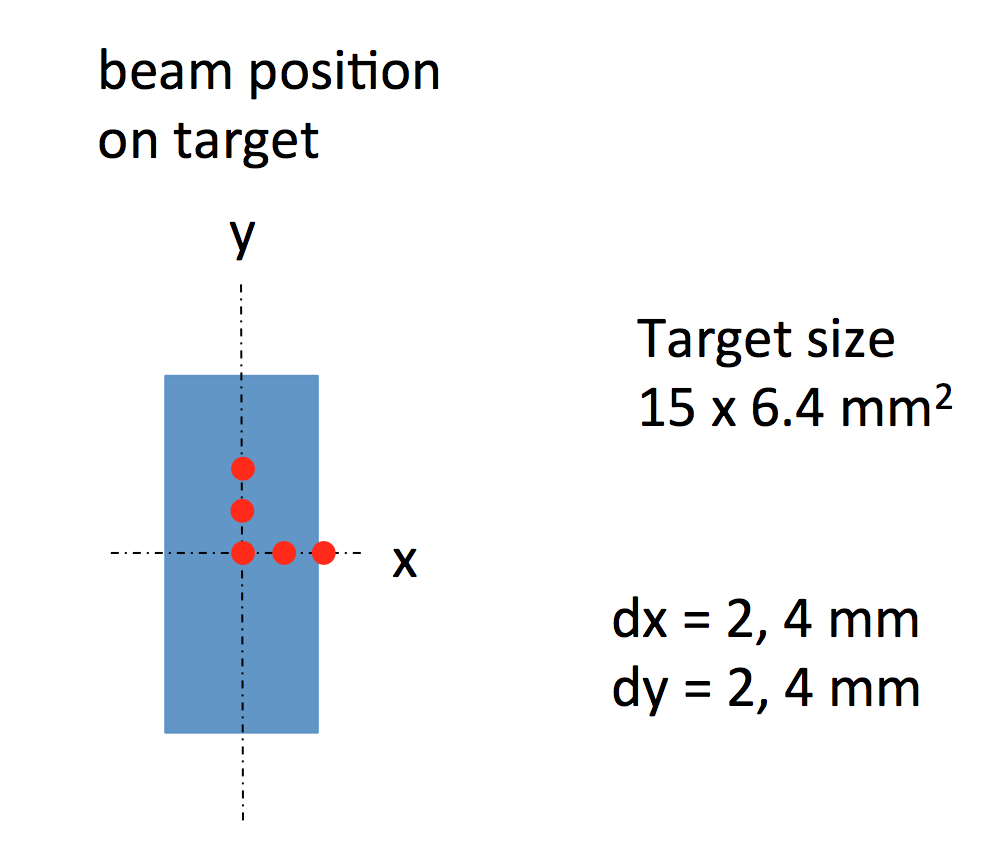 beam position
on target
y
Target size
15 x 6.4 mm²
x
dx = 2, 4 mm
dy = 2, 4 mm